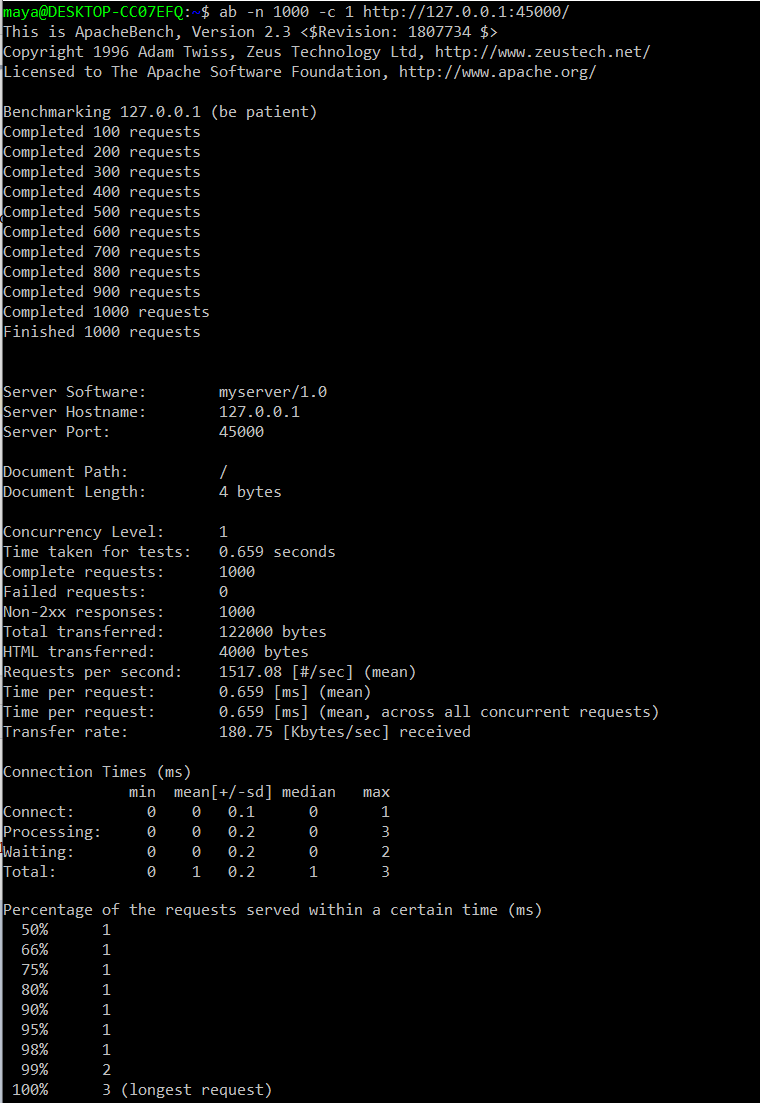 maya@DESKTOP-CC07EFQ:~$ ab -n 1000 -c 1 http://127.0.0.1:45000/
This is ApacheBench, Version 2.3 <$Revision: 1807734 $>
Copyright 1996 Adam Twiss, Zeus Technology Ltd, http://www.zeustech.net/
Licensed to The Apache Software Foundation, http://www.apache.org/

Benchmarking 127.0.0.1 (be patient)
Completed 100 requests
Completed 200 requests
Completed 300 requests
Completed 400 requests
Completed 500 requests
Completed 600 requests
Completed 700 requests
Completed 800 requests
Completed 900 requests
Completed 1000 requests
Finished 1000 requests


Server Software:        myserver/1.0
Server Hostname:        127.0.0.1
Server Port:            45000

Document Path:          /
Document Length:        4 bytes

Concurrency Level:      1
Time taken for tests:   0.659 seconds
Complete requests:      1000
Failed requests:        0
Non-2xx responses:      1000
Total transferred:      122000 bytes
HTML transferred:       4000 bytes
Requests per second:    1517.08 [#/sec] (mean)
Time per request:       0.659 [ms] (mean)
Time per request:       0.659 [ms] (mean, across all concurrent requests)
Transfer rate:          180.75 [Kbytes/sec] received

Connection Times (ms)
              min  mean[+/-sd] median   max
Connect:        0    0   0.1      0       1
Processing:     0    0   0.2      0       3
Waiting:        0    0   0.2      0       2
Total:          0    1   0.2      1       3

Percentage of the requests served within a certain time (ms)
  50%      1
  66%      1
  75%      1
  80%      1
  90%      1
  95%      1
  98%      1
  99%      2
 100%      3 (longest request)